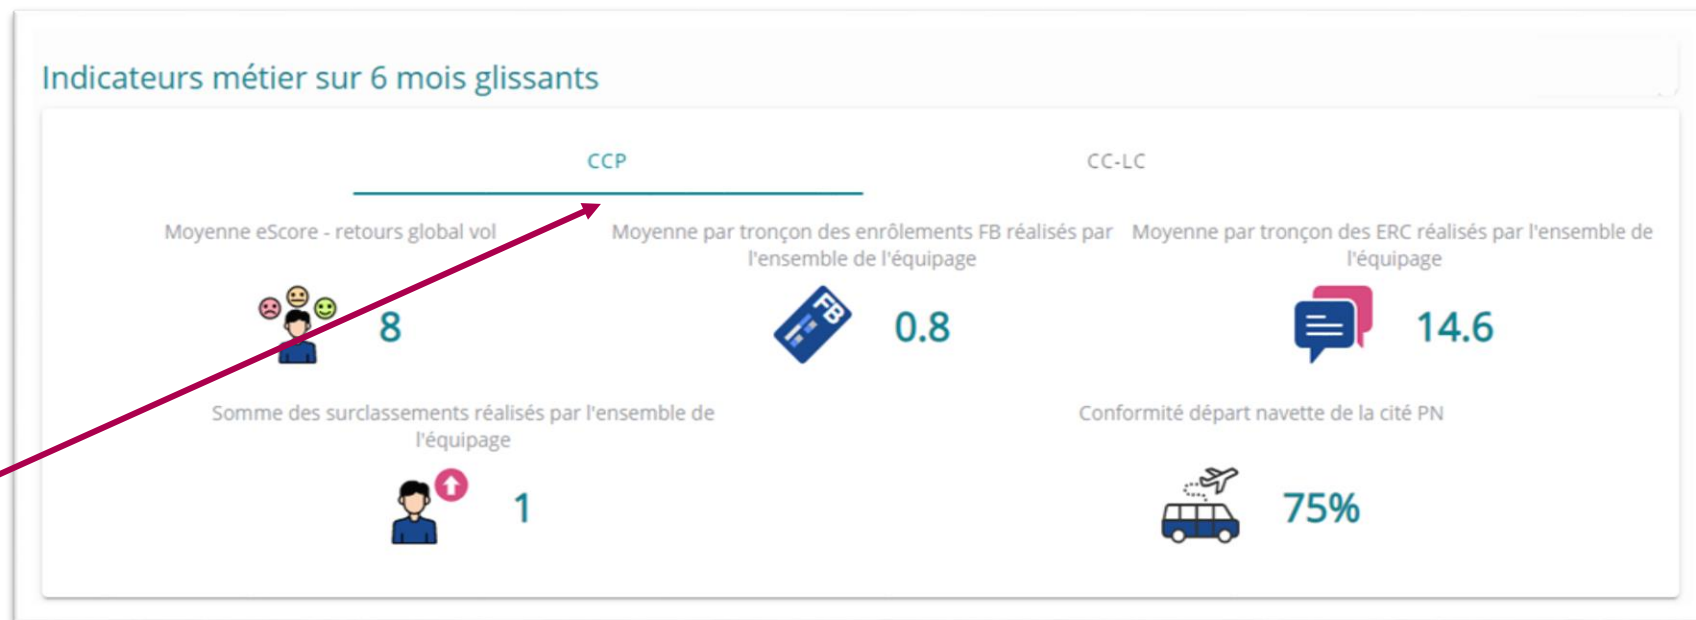 Indicateurs métier sur 6 mois glissants
CCP
CC-LC
Moyenne eScore - retours global vol
8
Moyenne par tronçon des enrôlements FB réalisés par
l'ensemble de l'équipage
FB
0.8
Moyenne par tronçon des ERC réalisés par l'ensemble de
l'équipage
14.6
Somme des surclassements réalisés par l'ensemble de
l'équipage
1
Conformité départ navette de la cité PN
75%